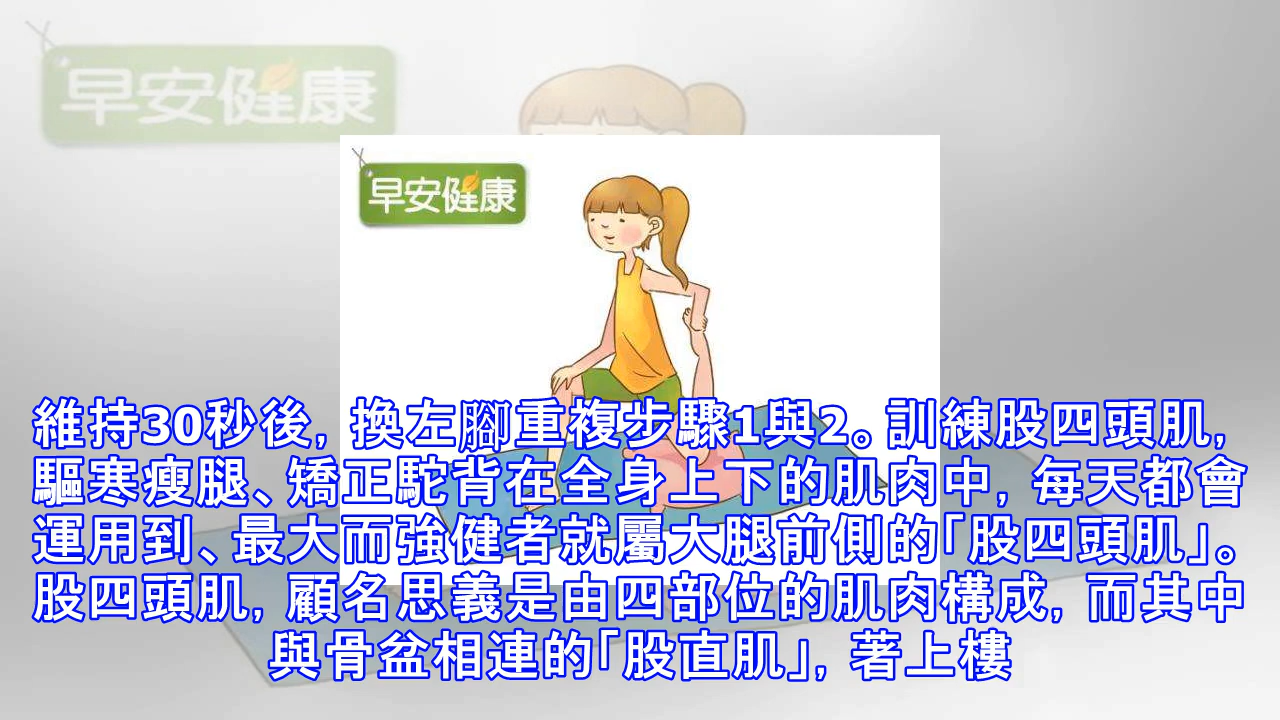 早安健康
早安健康
維持30秒後, 換左腳重複步驟1與2。訓練股四頭肌,
驅寒瘦腿、矯正駝背在全身上下的肌肉中, 每天都會
運用到、最大而強健者就屬大腿前側的「股四頭肌」。
股四頭肌, 顧名思義是由四部位的肌肉構成, 而其中
與骨盆相連的「股直肌」, 著上樓